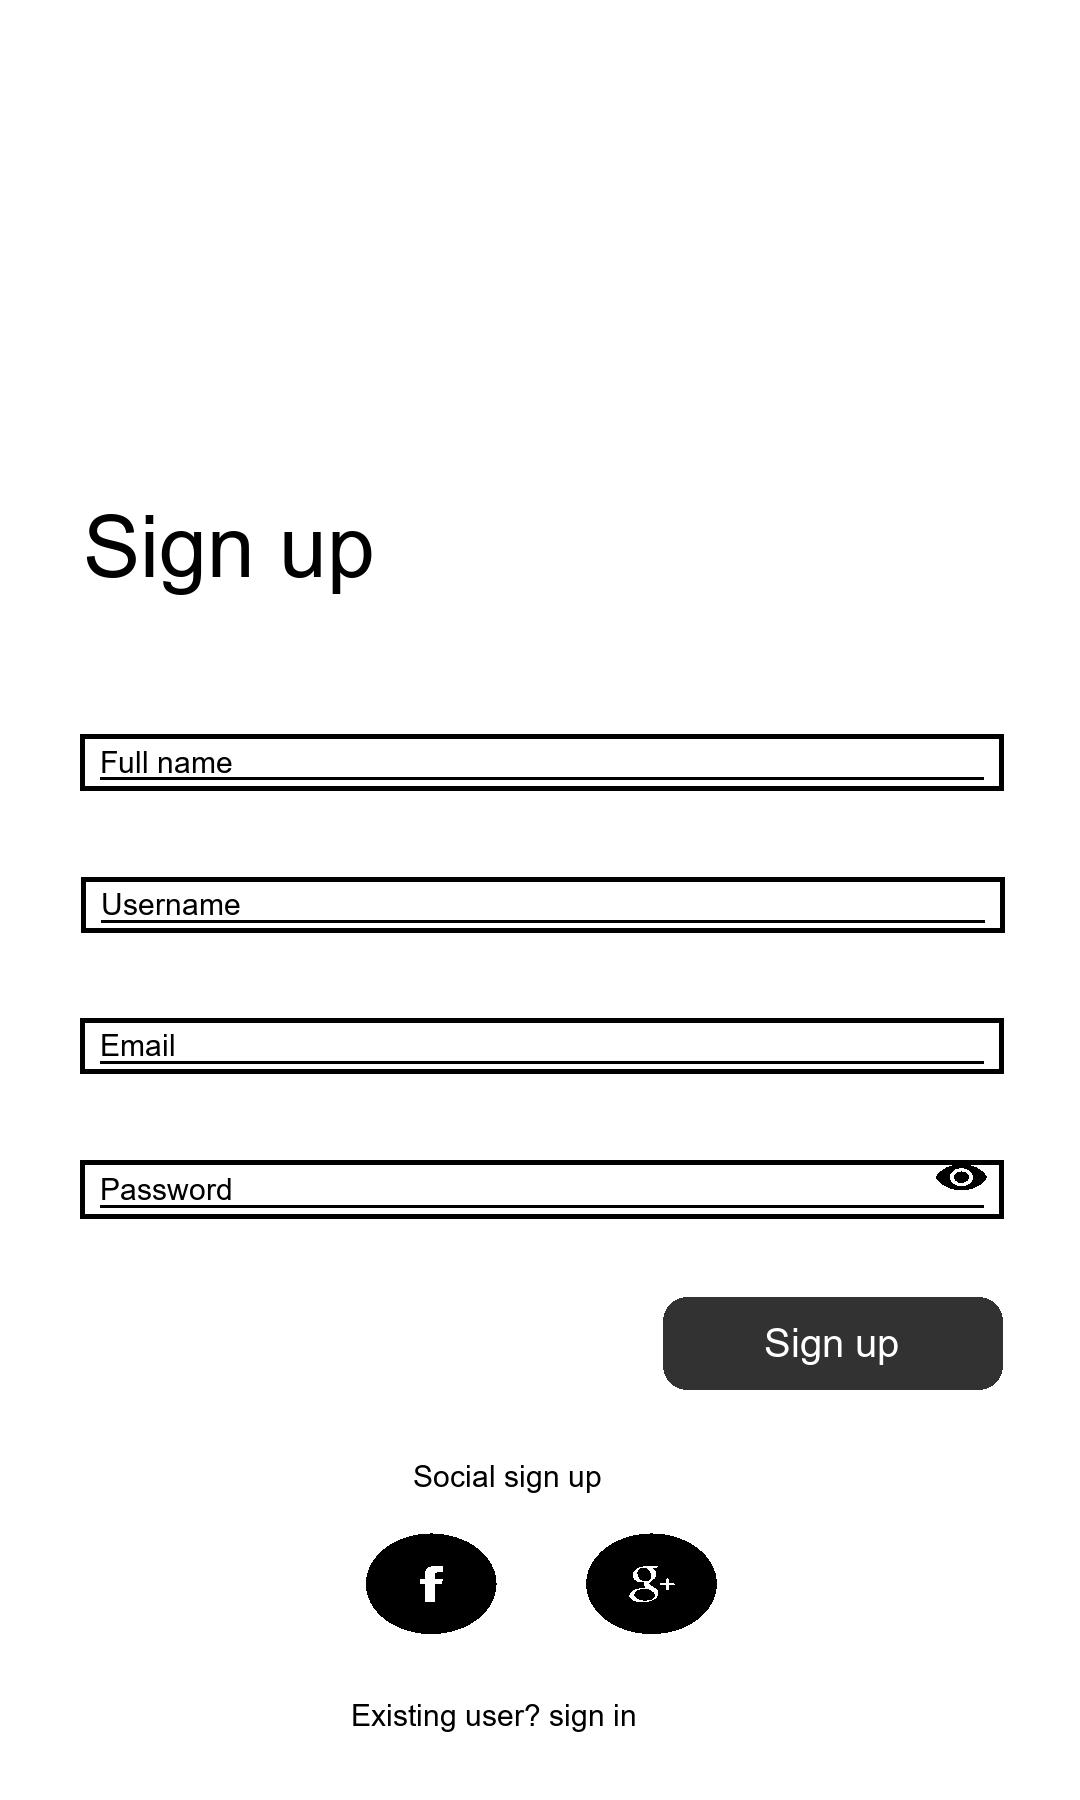 Sign up
Full name
Username
Email
Password
Sign up
Social sign up
f g+
Existing user? sign in